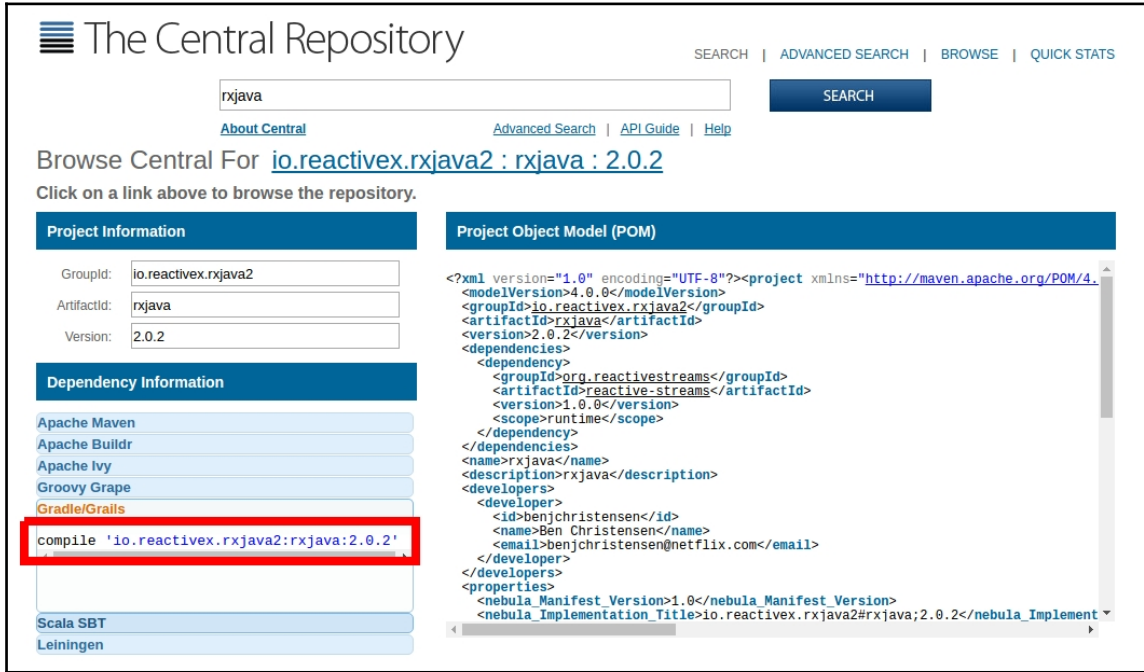 The Central Repository
SEARCH | ADVANCED SEARCH | BROWSE | QUICK STATS
rxjava
SEARCH
About Central
Advanced Search | API Guide | Help
Browse Central For io.reactivex.rxjava2 : rxjava : 2.0.2
Click on a link above to browse the repository.
Project Information
GroupId: io.reactivex.rxjava2
ArtifactId: rxjava
Version: 2.0.2
Dependency Information
Apache Maven
Apache Buildr
Apache Ivy
Groovy Grape
Gradle/Grails
compile 'io.reactivex.rxjava2:rxjava:2.0.2'
Scala SBT
Leiningen
Project Object Model (POM)
<?xml version="1.0" encoding="UTF-8"?><project xmlns="http://maven.apache.org/POM/4.
<modelVersion>4.0.0</modelVersion>
<groupId>io.reactivex.rxjava2</groupId>
<artifactId>rxjava</artifactId>
<version>2.0.2</version>
<dependencies>
<dependency>
<groupId>org.reactivestreams</groupId>
<artifactId>reactive-streams</artifactId>
<version>1.0.0</version>
<scope>runtime</scope>
</dependency>
</dependencies>
<name>rxjava</name>
<description>rxjava</description>
<developers>
<developer>
<id>benjchristensen</id>
<name>Ben Christensen</name>
<email>benjchristensen@netflix.com</email>
</developer>
</developers>
<properties>
<nebula_Manifest_Version>1.0</nebula_Manifest_Version>
<nebula_Implementation_Title>io.reactivex.rxjava2#rxjava;2.0.2</nebula_Implement